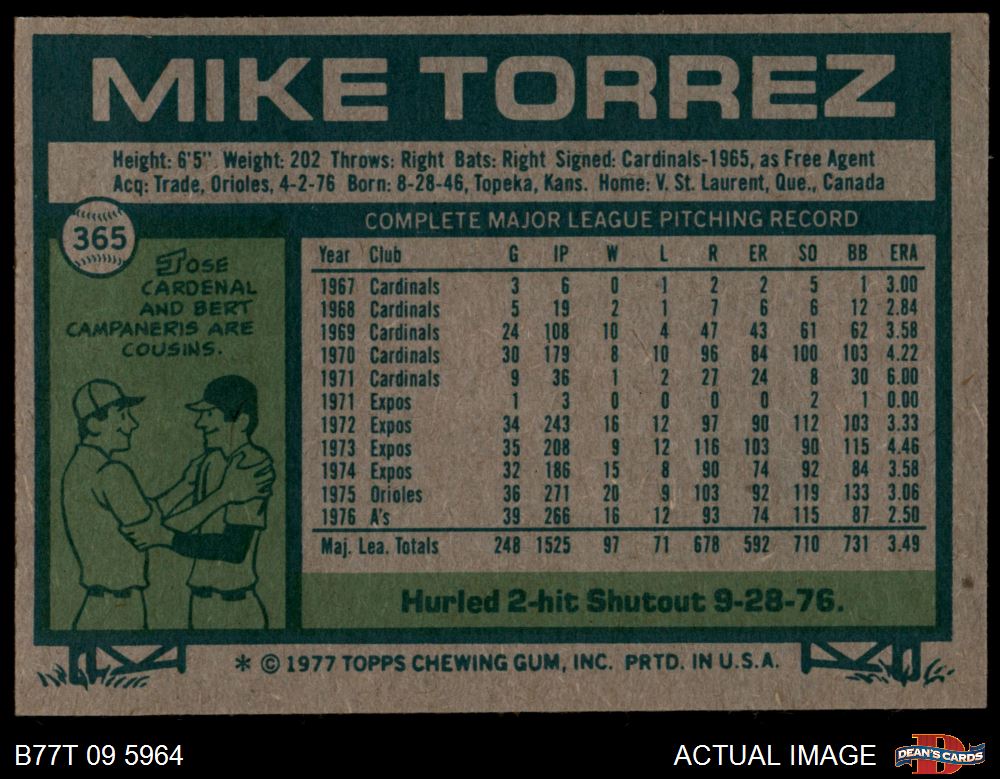 MIKE TORREZ
Height: 6'5" Weight: 202 Throws: Right Bats: Right Signed: Cardinals-1965, as Free Agent
Acq: Trade, Orioles, 4-2-76 Born: 8-28-46, Topeka, Kans. Home: V. St. Laurent, Que., Canada
365
JOSE
CARDENAL
AND BERT
CAMPANERIS ARE
COUSINS.
COMPLETE MAJOR LEAGUE PITCHING RECORD
Year Club G IP W L R ER SO BB ERA
1967 Cardinals 3 6 0 1 2 2 5 1 3.00
1968 Cardinals 5 19 2 1 7 6 6 12 2.84
1969 Cardinals 24 108 10 4 47 43 61 62 3.58
1970 Cardinals 30 179 8 10 96 84 100 103 4.22
1971 Cardinals 9 36 1 2 27 24 8 30 6.00
1971 Expos 1 3 0 0 0 0 2 1 0.00
1972 Expos 34 243 16 12 97 90 112 103 3.33
1973 Expos 35 208 9 12 116 103 90 115 4.46
1974 Expos 32 186 15 8 90 74 92 84 3.58
1975 Orioles 36 271 20 9 103 92 119 133 3.06
1976 A's 39 266 16 12 93 74 115 87 2.50
Maj. Lea. Totals 248 1525 97 71 678 592 710 731 3.49
Hurled 2-hit Shutout 9-28-76.
* © 1977 TOPPS CHEWING GUM, INC. PRTD. IN U.S.A.
B77T 09 5964
ACTUAL IMAGE
DEAN'S CARDS